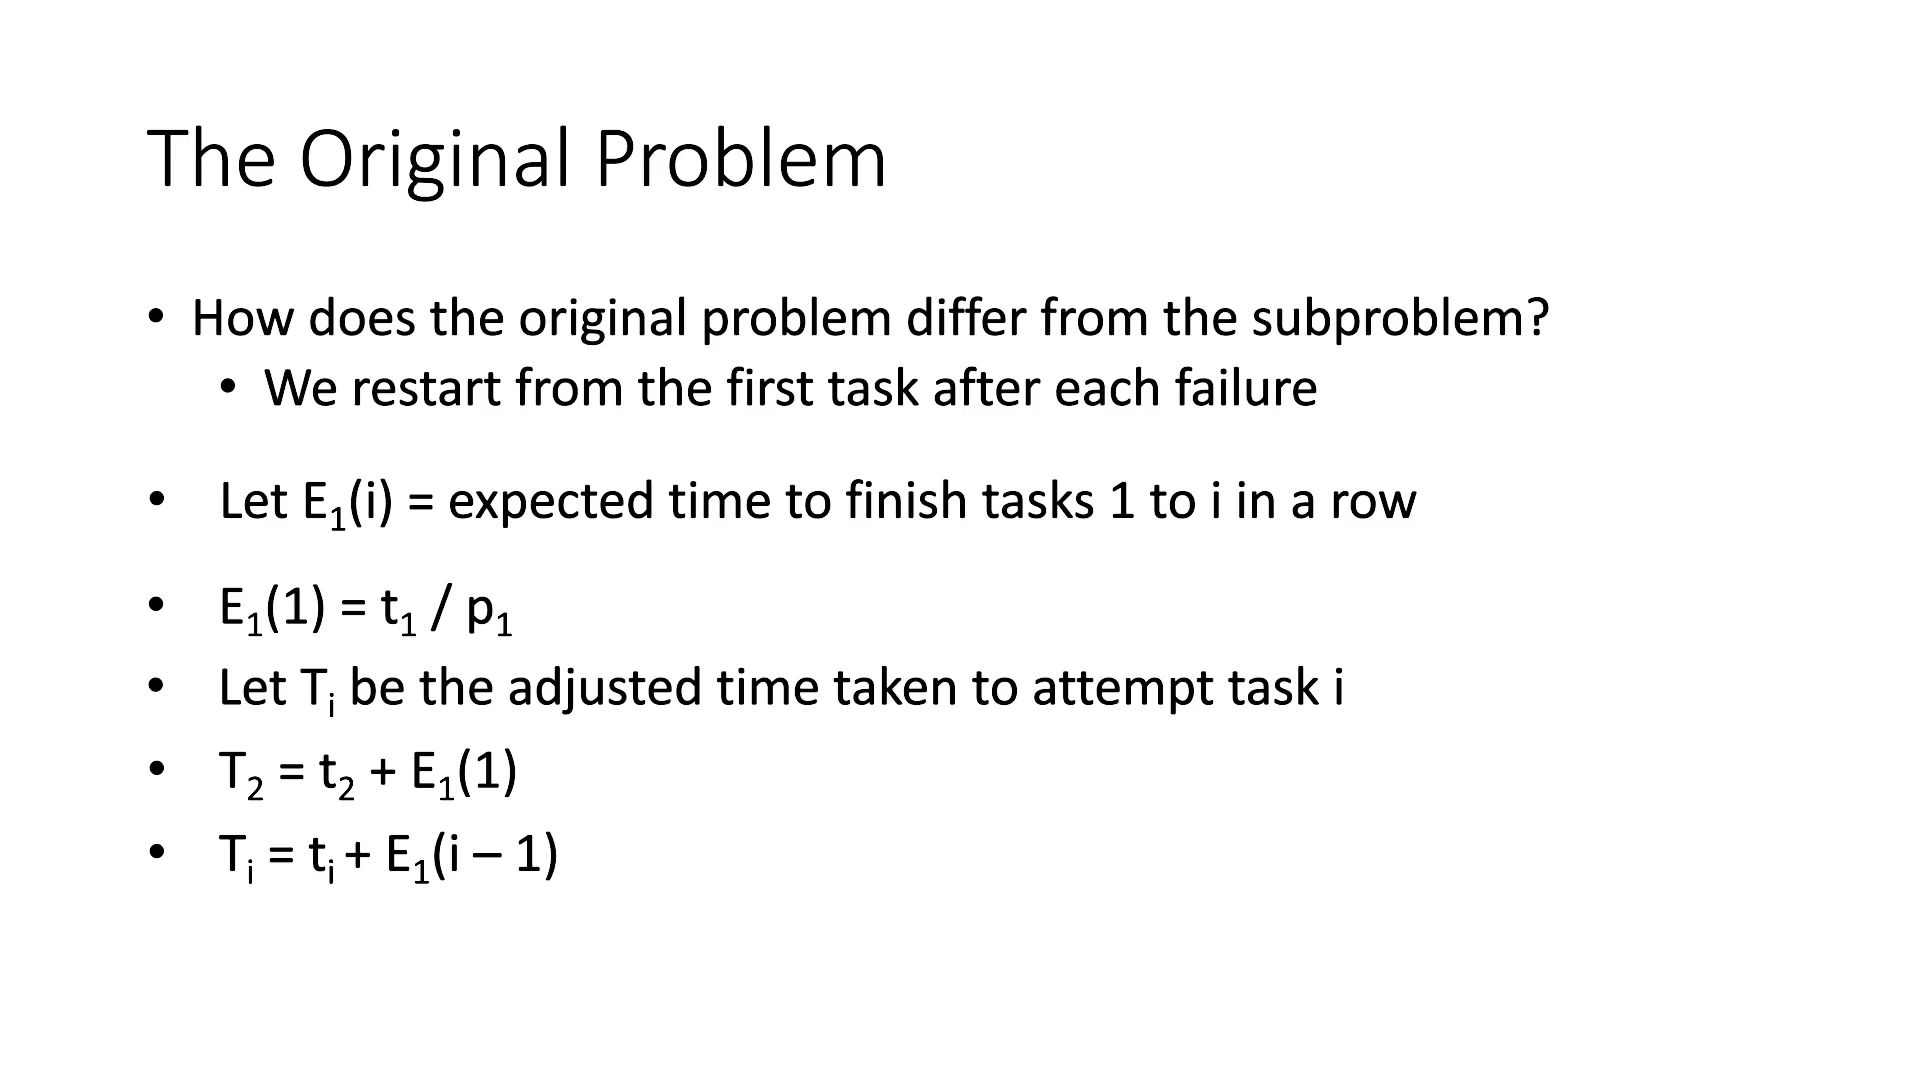 The Original Problem
• How does the original problem differ from the subproblem?
• We restart from the first task after each failure
• Let E₁(i) = expected time to finish tasks 1 to i in a row
• E₁(1) = t₁ / p₁
• Let Tᵢ be the adjusted time taken to attempt task i
• T₂ = t₂ + E₁(1)
• Tᵢ = tᵢ + E₁(i – 1)